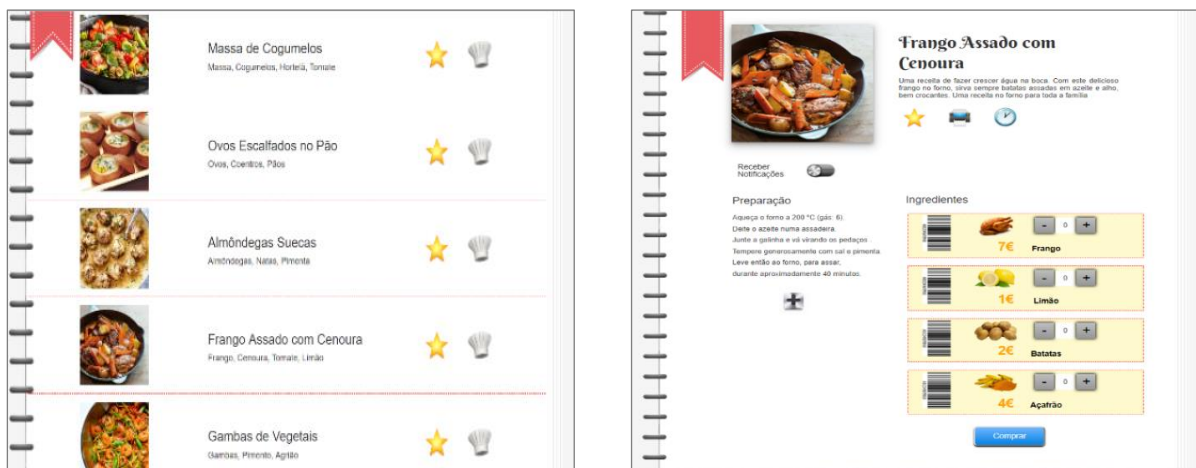 Massa de Cogumelos
Massa, Cogumelos, Hortelã, Tomate
Ovos Escalfados no Pão
Ovos, Coentros, Pãos
Almôndegas Suecas
Almôndegas, Natas, Pimenta
Frango Assado com Cenoura
Frango, Cenoura, Tomate, Limão
Gambas de Vegetais
Gambas, Pimento, Agrião
Frango Assado com
Cenoura
Uma receita de fazer crescer água na boca. Com este delicioso
frango no forno, sirva sempre batatas assadas em azeite e alho,
bem crocantes. Uma receita no forno para toda a família
Receber
Notificações
Preparação
Aqueça o forno a 200 ºC (gás: 6).
Deite o azeite numa assadeira.
Junte a galinha e vá virando os pedaços .
Tempere generosamente com sal e pimenta.
Leve então ao forno, para assar,
durante aproximadamente 40 minutos.
Ingredientes
- 0 +
7€ Frango
- 0 +
1€ Limão
- 0 +
2€ Batatas
- 0 +
4€ Açafrão
Comprar